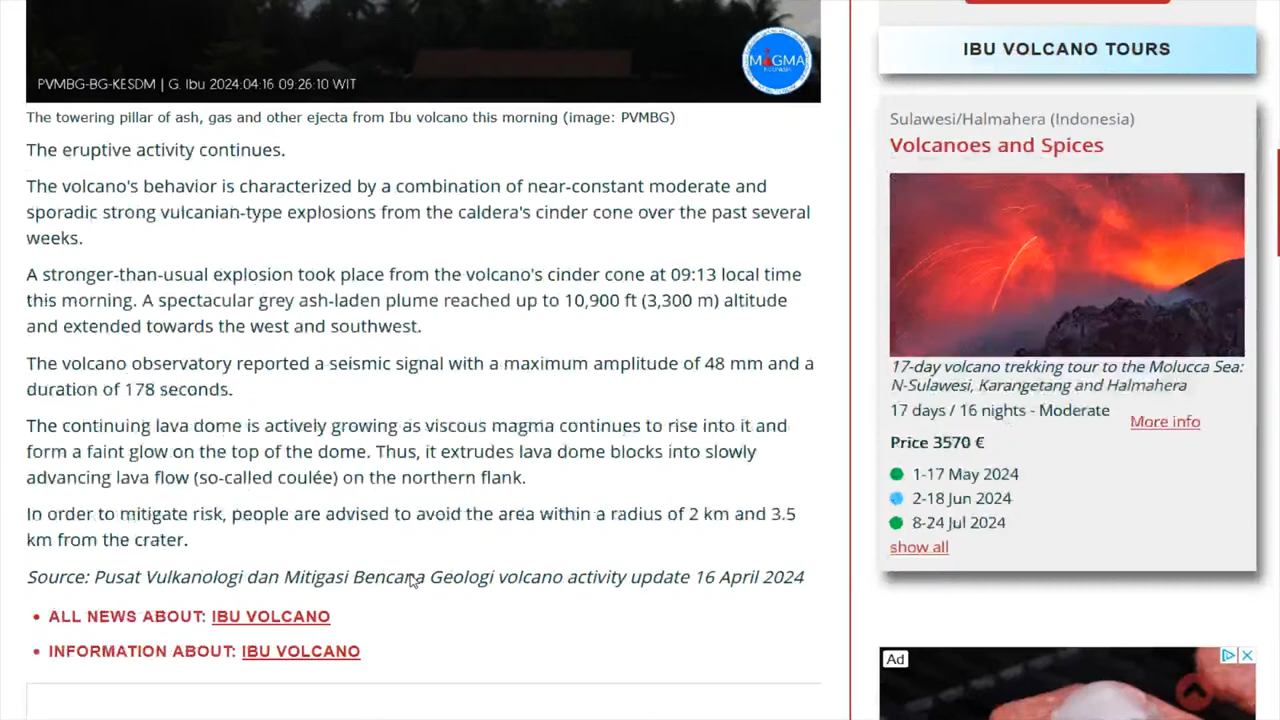 PVMBG-BG-KESDM | G. Ibu 2024:04:16 09:26:10 WIT
MAGMA
INDONESIA
The towering pillar of ash, gas and other ejecta from Ibu volcano this morning (image: PVMBG)
The eruptive activity continues.
The volcano's behavior is characterized by a combination of near-constant moderate and
sporadic strong vulcanian-type explosions from the caldera's cinder cone over the past several
weeks.
A stronger-than-usual explosion took place from the volcano's cinder cone at 09:13 local time
this morning. A spectacular grey ash-laden plume reached up to 10,900 ft (3,300 m) altitude
and extended towards the west and southwest.
The volcano observatory reported a seismic signal with a maximum amplitude of 48 mm and a
duration of 178 seconds.
The continuing lava dome is actively growing as viscous magma continues to rise into it and
form a faint glow on the top of the dome. Thus, it extrudes lava dome blocks into slowly
advancing lava flow (so-called coulée) on the northern flank.
In order to mitigate risk, people are advised to avoid the area within a radius of 2 km and 3.5
km from the crater.
Source: Pusat Vulkanologi dan Mitigasi Bencana Geologi volcano activity update 16 April 2024
• ALL NEWS ABOUT: IBU VOLCANO
• INFORMATION ABOUT: IBU VOLCANO
IBU VOLCANO TOURS
Sulawesi/Halmahera (Indonesia)
Volcanoes and Spices
17-day volcano trekking tour to the Molucca Sea:
N-Sulawesi, Karangetang and Halmahera
17 days / 16 nights - Moderate
More info
Price 3570 €
1-17 May 2024
2-18 Jun 2024
8-24 Jul 2024
show all
Ad